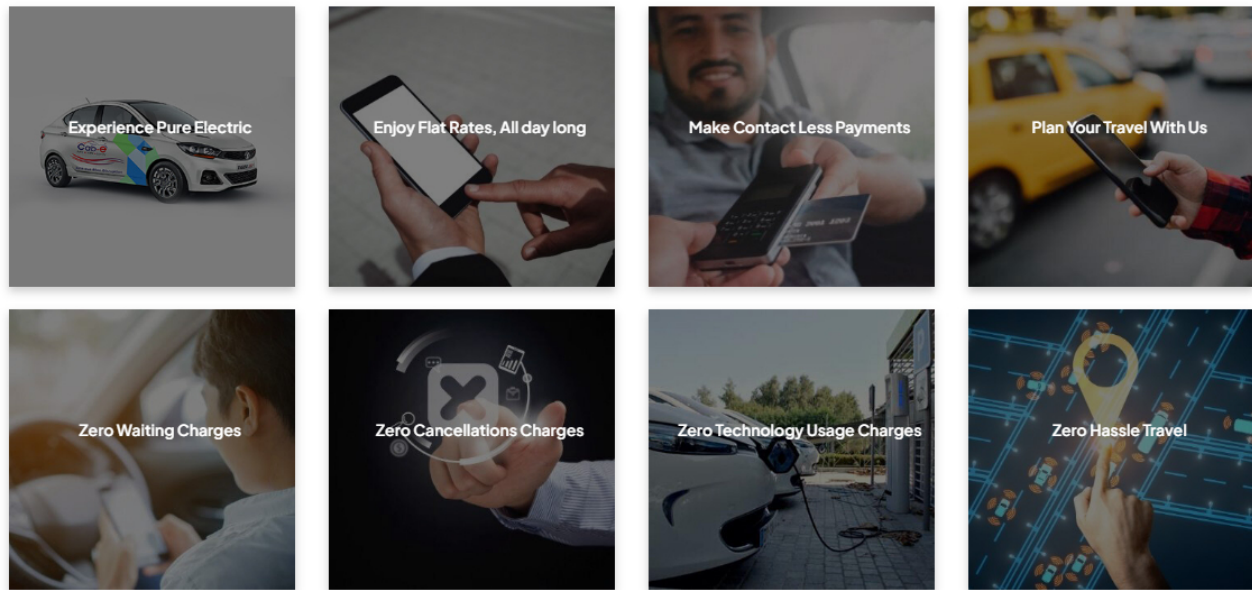 Experience Pure Electric
Enjoy Flat Rates, All day long
Make Contact Less Payments
Plan Your Travel With Us
Cab-e
Zero Waiting Charges
Zero Cancellations Charges
Zero Technology Usage Charges
Zero Hassle Travel